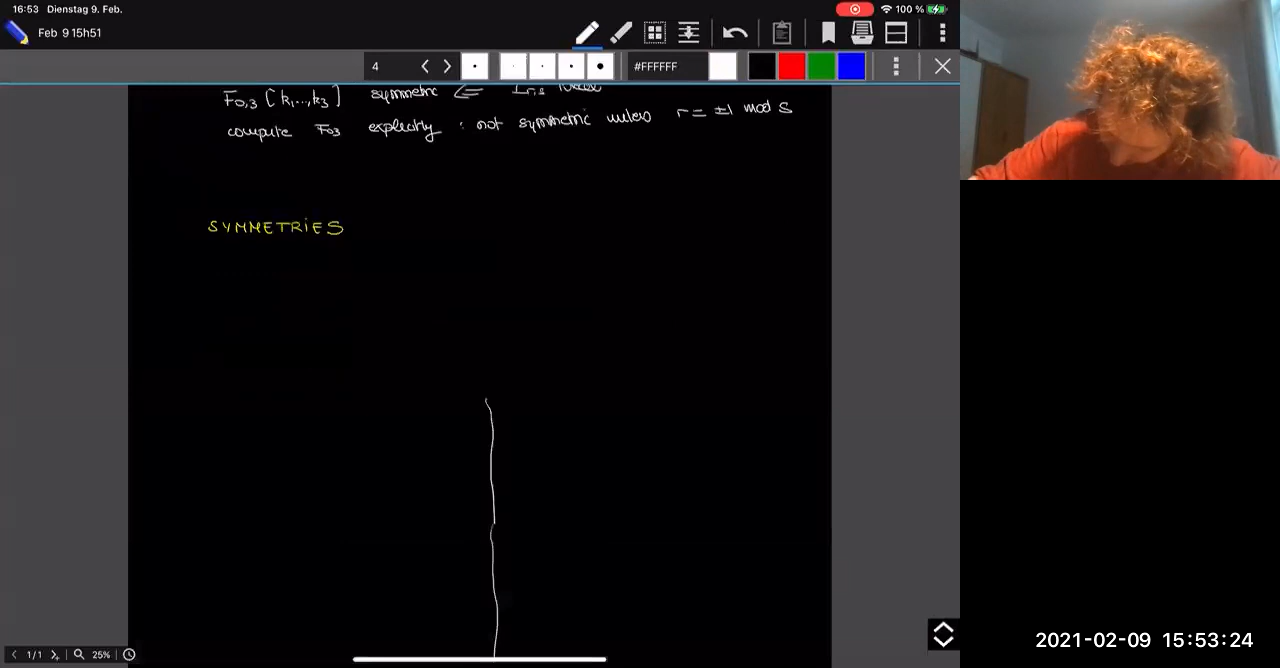 16:53 Dienstag 9. Feb.
100 %
Feb 9 15h51
4
#FFFFFF
F0,3 [k1,...,k3] symmetric <=
compute F03 explicitly : not symmetric unless r = ±1 mod s
SYMMETRIES
1/1
25%
2021-02-09 15:53:24